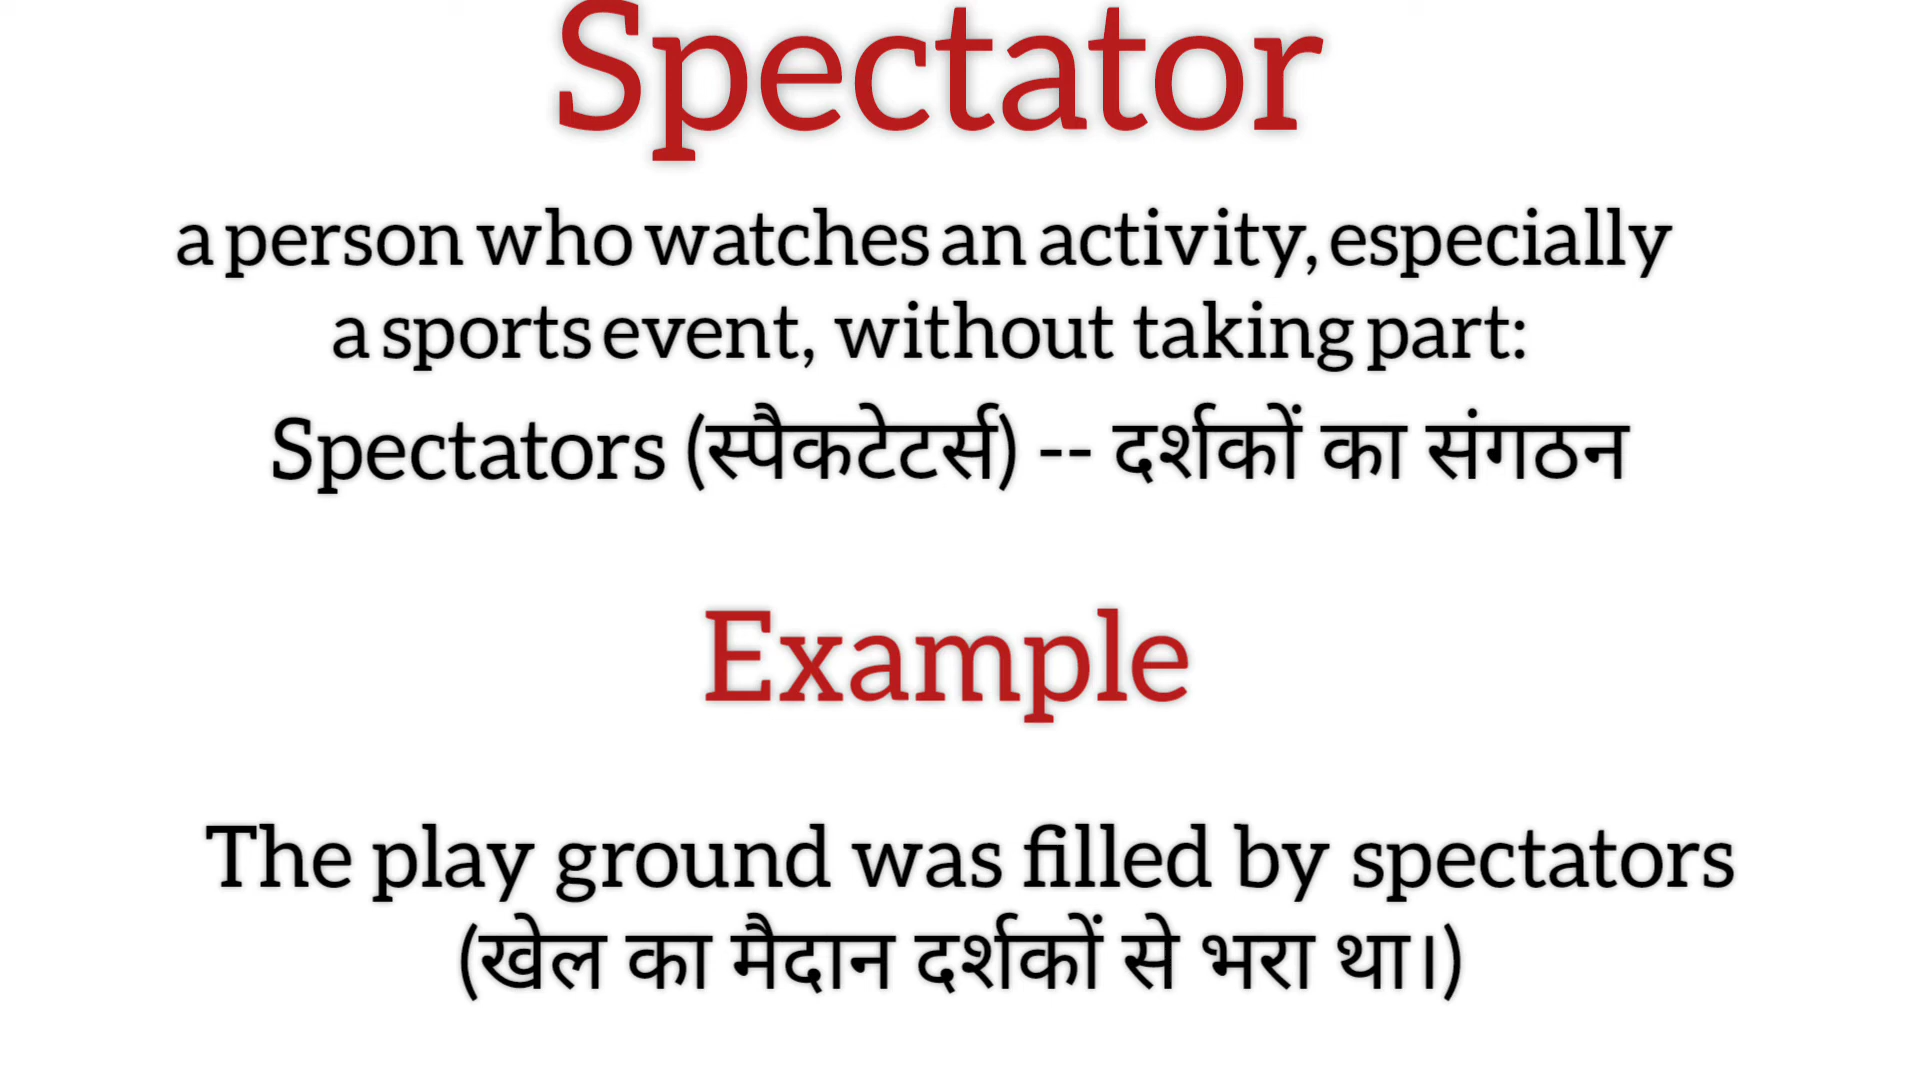 Spectator
a person who watches an activity, especially
a sports event, without taking part:
Spectators (स्पैकटेटर्स) -- दर्शकों का संगठन
Example
The play ground was filled by spectators
(खेल का मैदान दर्शकों से भरा था।)